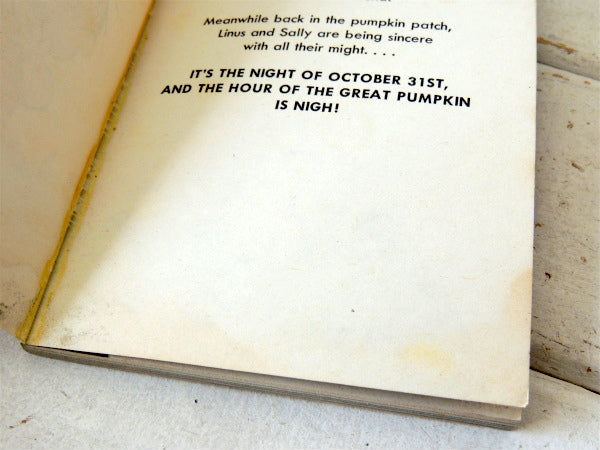 Meanwhile back in the pumpkin patch,
Linus and Sally are being sincere
with all their might. . . .
IT'S THE NIGHT OF OCTOBER 31ST,
AND THE HOUR OF THE GREAT PUMPKIN
IS NIGH!